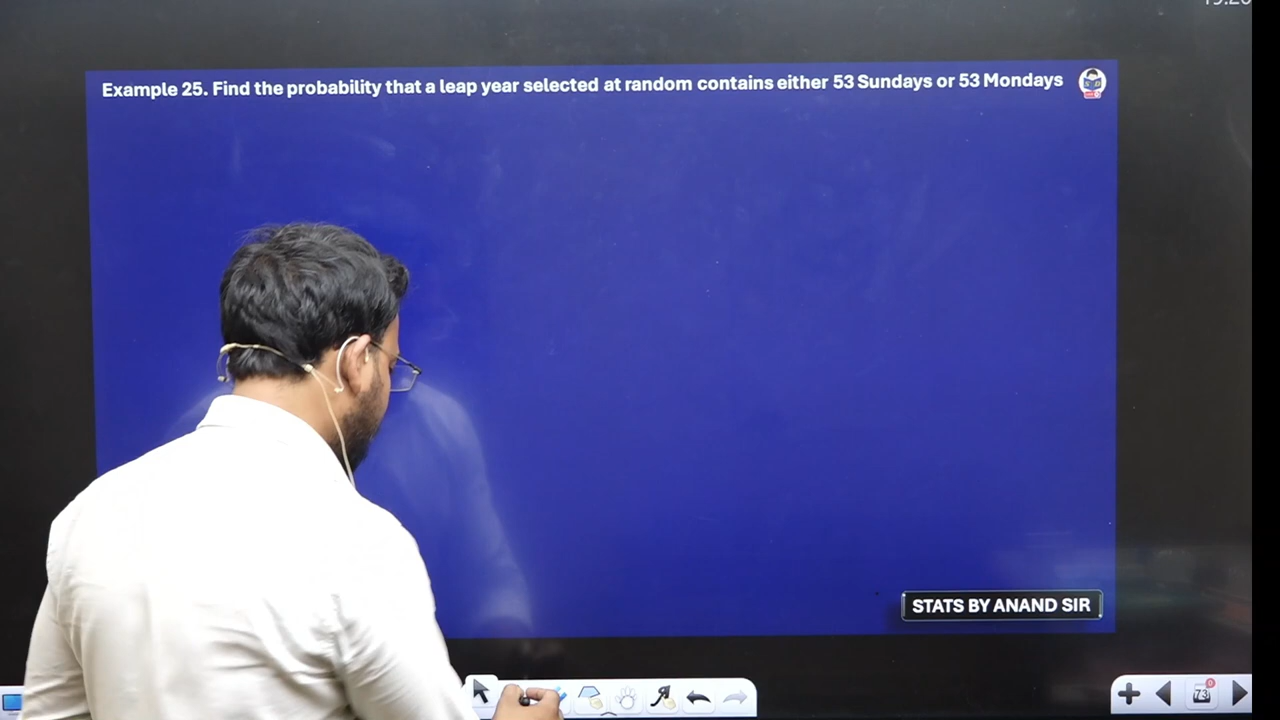 Example 25. Find the probability that a leap year selected at random contains either 53 Sundays or 53 Mondays
STATS BY ANAND SIR
73